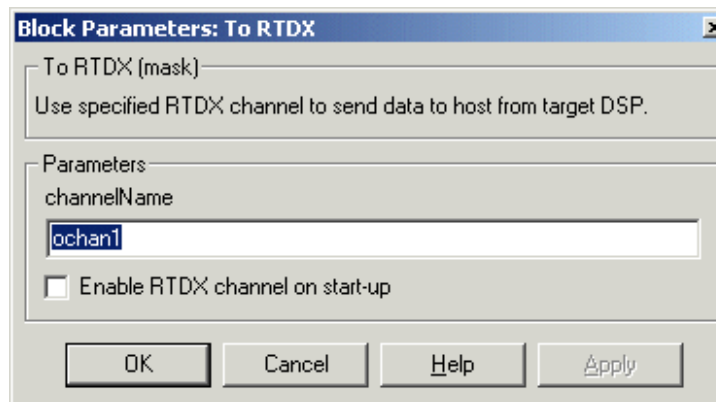 Block Parameters: To RTDX
To RTDX (mask)
Use specified RTDX channel to send data to host from target DSP.
Parameters
channelName
ochan1
Enable RTDX channel on start-up
OK Cancel Help Apply